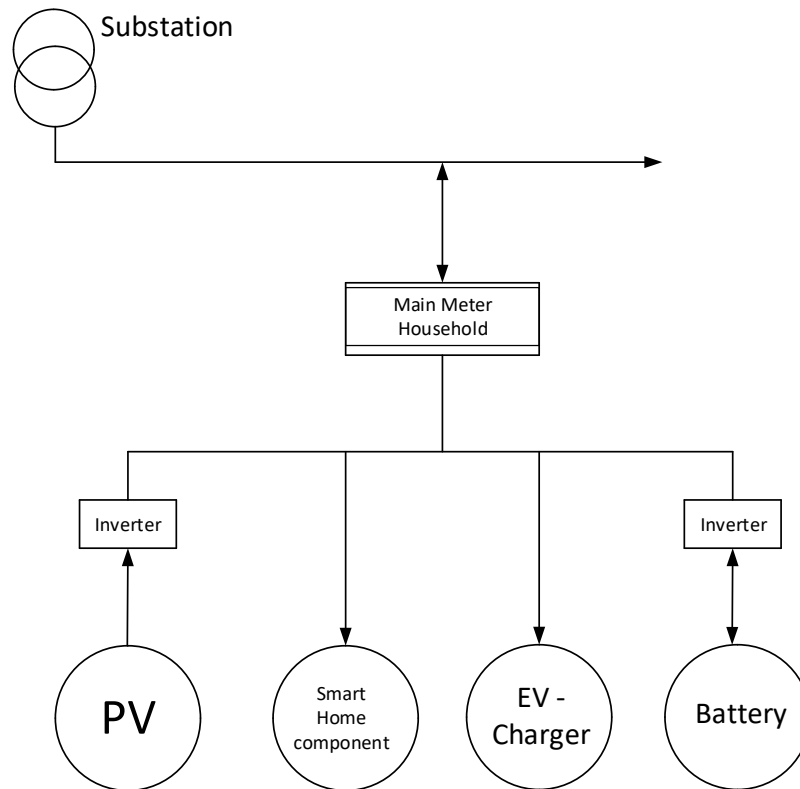 Substation
Main Meter
Household
Inverter
Inverter
PV
Smart
Home
component
EV -
Charger
Battery